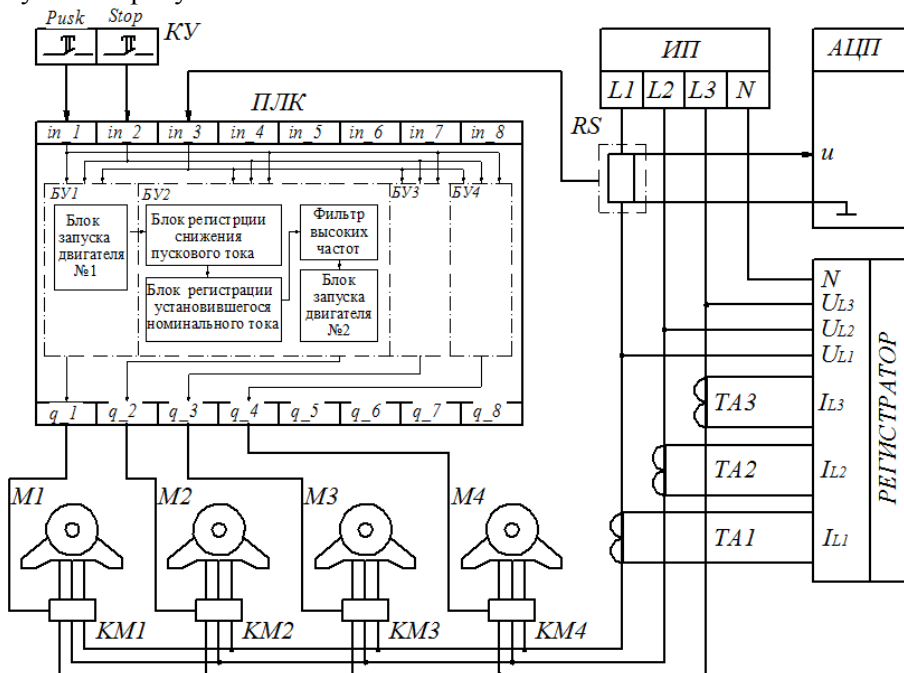 Pusk Stop
КУ
ИП
АЦП
L1 L2 L3 N
RS
ПЛК
in_1 in_2 in_3 in_4 in_5 in_6 in_7 in_8
и
БУ1 БУ2 БУ3 БУ4
Блок
запуска
двигателя
№1
Блок регистрции
снижения
пускового тока
Фильтр
высоких
частот
Блок регистрации
установившегося
номинального тока
Блок
запуска
двигателя
№2
N
UL3
UL2
UL1
TA3 IL3
TA2 IL2
TA1 IL1
РЕГИСТРАТОР
q_1 q_2 q_3 q_4 q_5 q_6 q_7 q_8
M1 M2 M3 M4
KM1 KM2 KM3 KM4